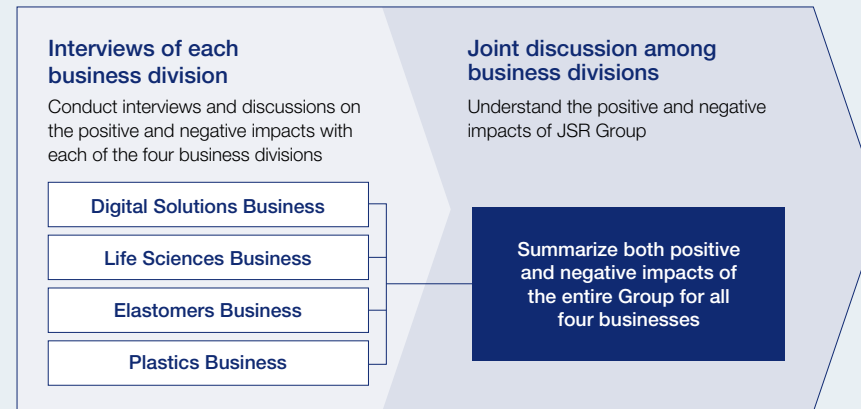 Interviews of each
business division
Conduct interviews and discussions on
the positive and negative impacts with
each of the four business divisions
Digital Solutions Business
Life Sciences Business
Elastomers Business
Plastics Business
Joint discussion among
business divisions
Understand the positive and negative
impacts of JSR Group
Summarize both positive
and negative impacts of
the entire Group for all
four businesses